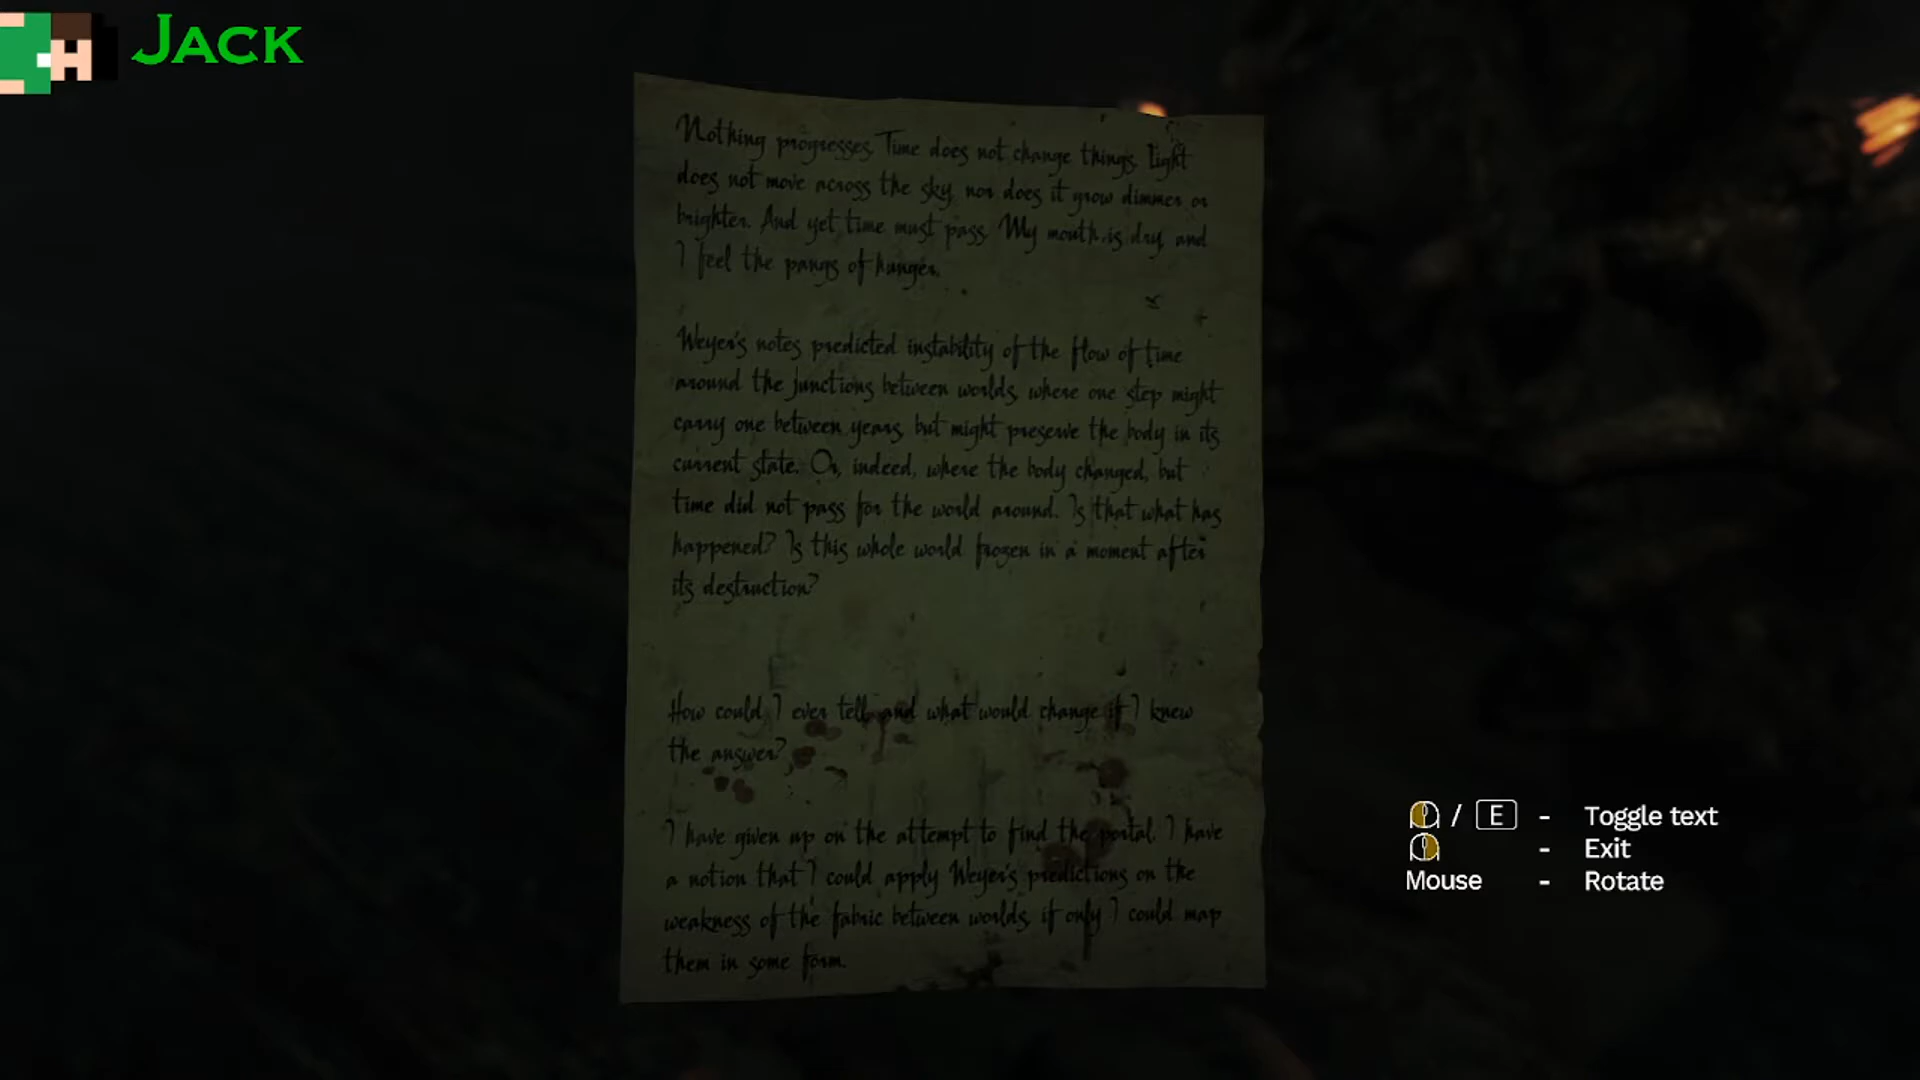 JACK
Nothing progresses. Time does not change things. Light
does not move across the sky, nor does it grow dimmer or
brighter. And yet time must pass. My mouth is dry, and
I feel the pangs of hunger.
Weyer's notes predicted instability of the flow of time
around the junctions between worlds, where one step might
carry one between years, but might preserve the body in its
current state. Or, indeed, where the body changed, but
time did not pass for the world around. Is that what has
happened? Is this whole world frozen in a moment after
its destruction?
How could I ever tell, and what would change if I knew
the answer?
I have given up on the attempt to find the portal. I have
a notion that I could apply Weyer's predictions on the
weakness of the fabric between worlds, if only I could map
them in some form.
/ E - Toggle text
- Exit
Mouse - Rotate